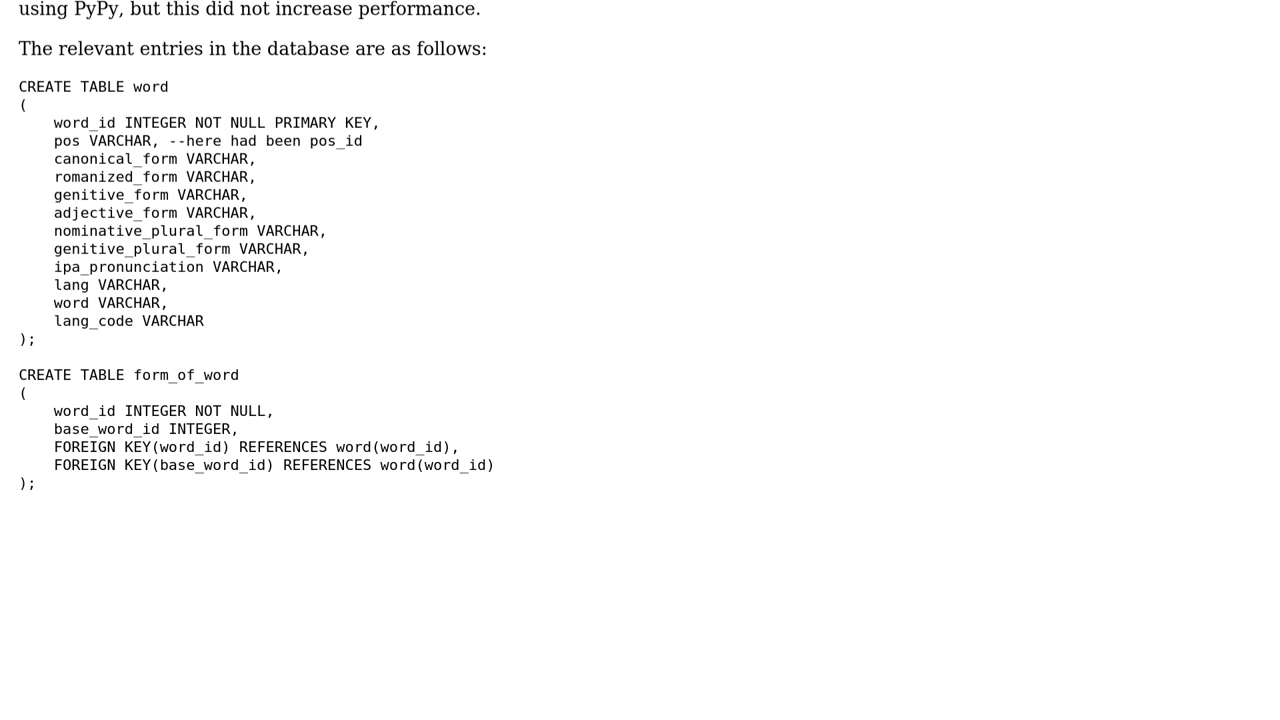 using PyPy, but this did not increase performance.
The relevant entries in the database are as follows:
CREATE TABLE word
(
    word_id INTEGER NOT NULL PRIMARY KEY,
    pos VARCHAR, --here had been pos_id
    canonical_form VARCHAR,
    romanized_form VARCHAR,
    genitive_form VARCHAR,
    adjective_form VARCHAR,
    nominative_plural_form VARCHAR,
    genitive_plural_form VARCHAR,
    ipa_pronunciation VARCHAR,
    lang VARCHAR,
    word VARCHAR,
    lang_code VARCHAR
);
CREATE TABLE form_of_word
(
    word_id INTEGER NOT NULL,
    base_word_id INTEGER,
    FOREIGN KEY(word_id) REFERENCES word(word_id),
    FOREIGN KEY(base_word_id) REFERENCES word(word_id)
);